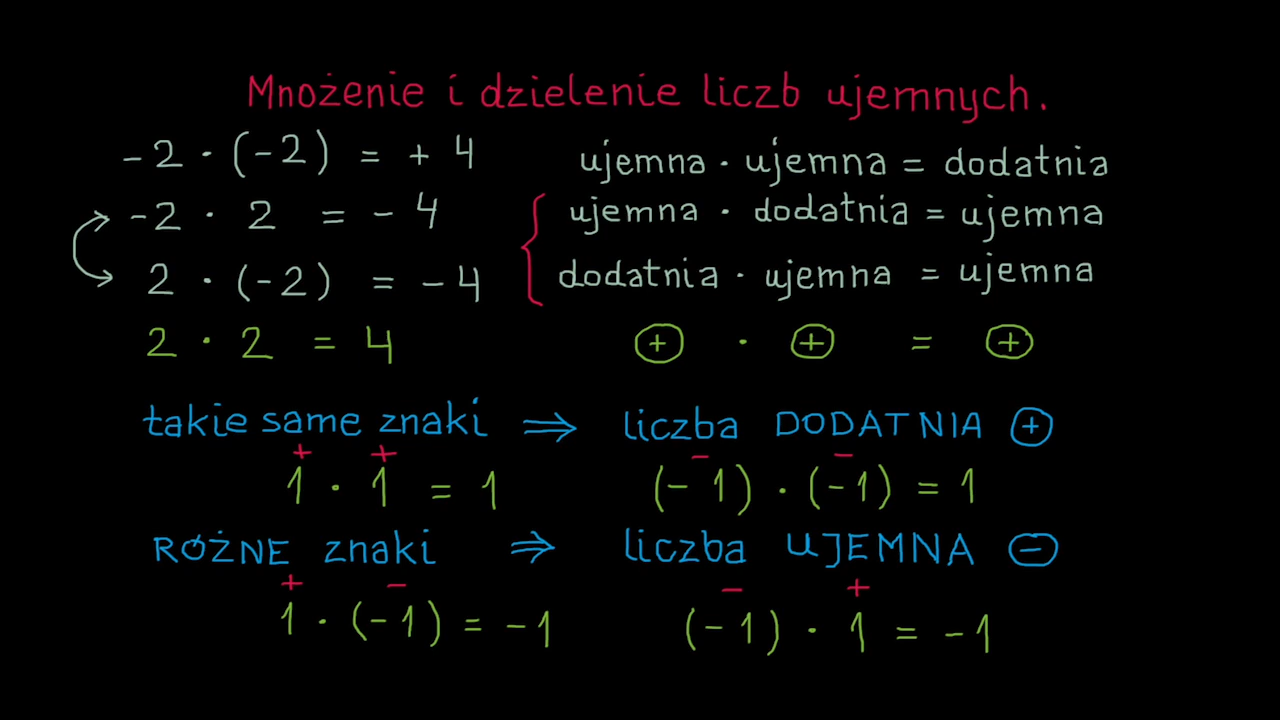 Mnożenie i dzielenie liczb ujemnych.
-2 · (-2) = + 4 ujemna · ujemna = dodatnia
-2 · 2 = - 4 ujemna · dodatnia = ujemna
2 · (-2) = - 4 dodatnia · ujemna = ujemna
2 · 2 = 4 + · + = +
takie same znaki ⇒ liczba DODATNIA +
+ + - -
1 · 1 = 1 (-1) · (-1) = 1
RÓŻNE znaki ⇒ liczba UJEMNA -
+ - - +
1 · (-1) = -1 (-1) · 1 = -1